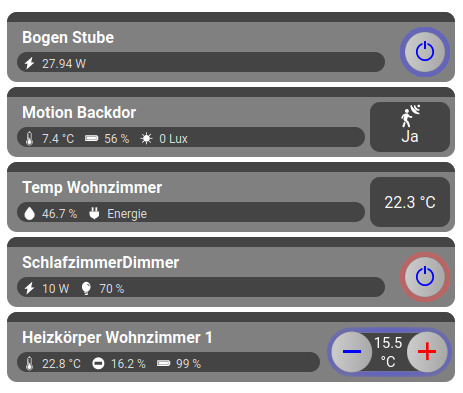 Bogen Stube
27.94 W
Motion Backdor
7.4 °C 56 % 0 Lux
Ja
Temp Wohnzimmer
46.7 % Energie
22.3 °C
SchlafzimmerDimmer
10 W 70 %
Heizkörper Wohnzimmer 1
22.8 °C 16.2 % 99 %
15.5
°C